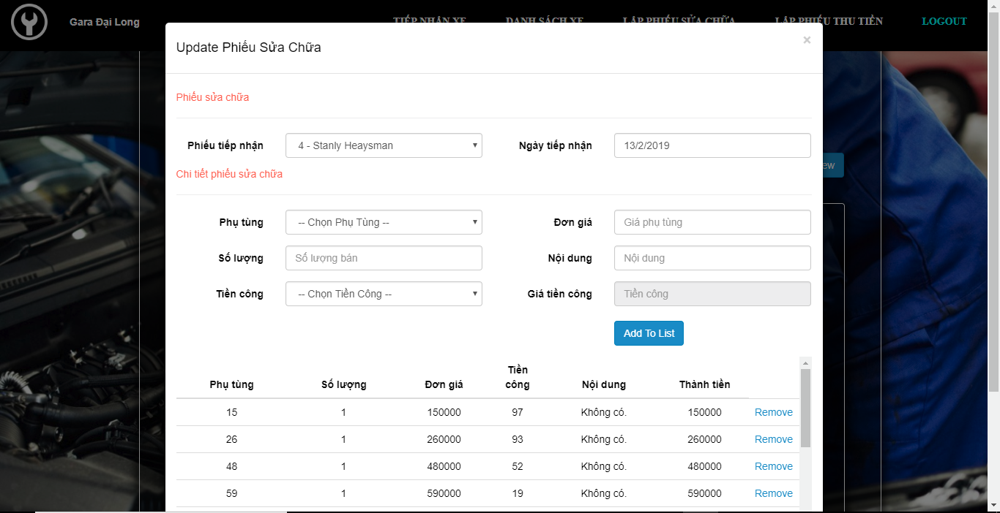 Gara Đại Long
TIẾP NHẬN XE
DANH SÁCH XE
LẬP PHIẾU SỬA CHỮA
LẬP PHIẾU THU TIỀN
LOGOUT
Update Phiếu Sửa Chữa
×
Phiếu sửa chữa
Phiếu tiếp nhận 4 - Stanly Heaysman Ngày tiếp nhận 13/2/2019
Chi tiết phiếu sửa chữa
Phụ tùng -- Chọn Phụ Tùng -- Đơn giá Giá phụ tùng
Số lượng Số lượng bán Nội dung Nội dung
Tiền công -- Chọn Tiền Công -- Giá tiền công Tiền công
Add To List
Phụ tùng Số lượng Đơn giá Tiền công Nội dung Thành tiền
15 1 150000 97 Không có. 150000 Remove
26 1 260000 93 Không có. 260000 Remove
48 1 480000 52 Không có. 480000 Remove
59 1 590000 19 Không có. 590000 Remove